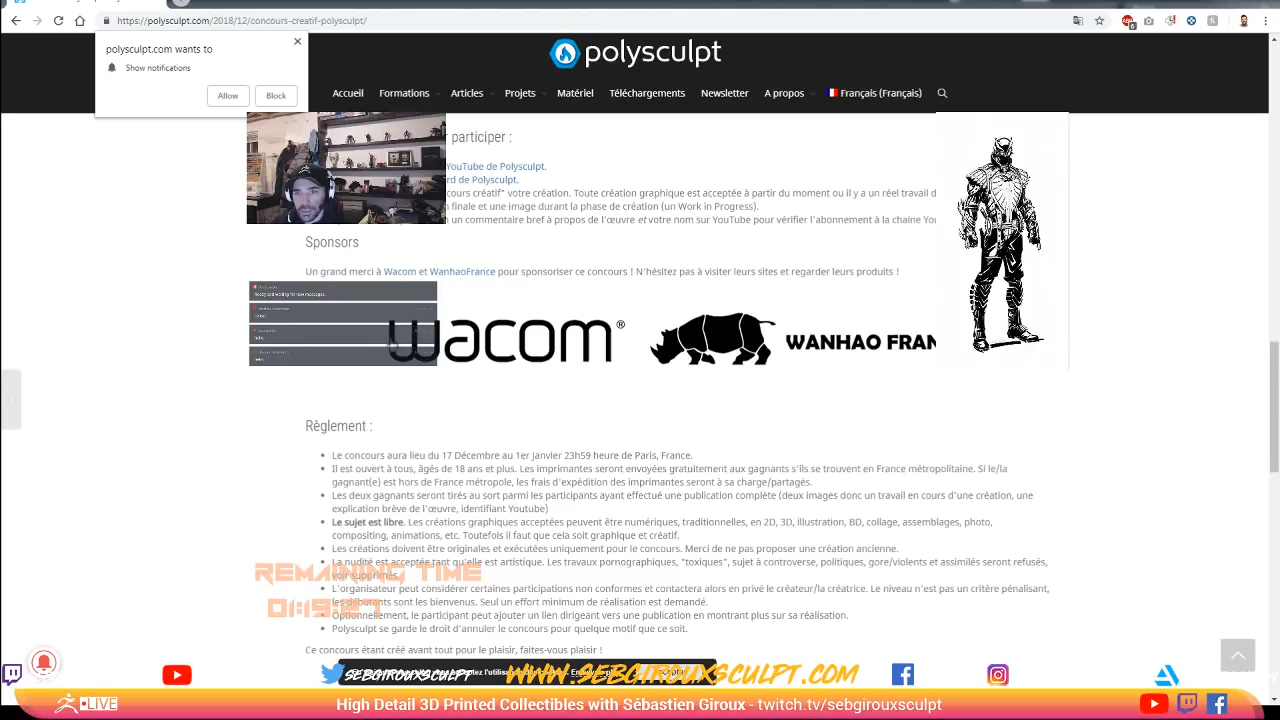 https://polysculpt.com/2018/12/concours-creatif-polysculpt/
polysculpt.com wants to
Show notifications
Allow
Block
polysculpt
Accueil
Formations
Articles
Projets
Matériel
Téléchargements
Newsletter
A propos
Français (Français)
participer :
YouTube de Polysculpt.
rd de Polysculpt.
cours créatif" votre création. Toute création graphique est acceptée à partir du moment ou il y a un réel travail d
n finale et une image durant la phase de création (un Work in Progress).
un commentaire bref à propos de l'œuvre et votre nom sur YouTube pour vérifier l'abonnement à la chaine You
Sponsors
Un grand merci à Wacom et WanhaoFrance pour sponsoriser ce concours ! N'hésitez pas à visiter leurs sites et regarder leurs produits !
wacom®
WANHAO FRAN
Règlement :
Le concours aura lieu du 17 Décembre au 1er Janvier 23h59 heure de Paris, France.
Il est ouvert à tous, âgés de 18 ans et plus. Les imprimantes seront envoyées gratuitement aux gagnants s'ils se trouvent en France métropolitaine. Si le/la
gagnant(e) est hors de France métropole, les frais d'expédition des imprimantes seront à sa charge/partagés.
Les deux gagnants seront tirés au sort parmi les participants ayant effectué une publication complète (deux images donc un travail en cours d'une création, une
explication brève de l'œuvre, identifiant Youtube)
Le sujet est libre. Les créations graphiques acceptées peuvent être numériques, traditionnelles, en 2D, 3D, illustration, BD, collage, assemblages, photo,
compositing, animations, etc. Toutefois il faut que cela soit graphique et créatif.
Les créations doivent être originales et exécutées uniquement pour le concours. Merci de ne pas proposer une création ancienne.
La nudité est acceptée tant qu'elle est artistique. Les travaux pornographiques, "toxiques", sujet à controverse, politiques, gore/violents et assimilés seront refusés,
voir supprimés.
REMAINING TIME
L'organisateur peut considérer certaines participations non conformes et contactera alors en privé le créateur/la créatrice. Le niveau n'est pas un critère pénalisant,
les débutants sont les bienvenus. Seul un effort minimum de réalisation est demandé.
Optionnellement, le participant peut ajouter un lien dirigeant vers une publication en montrant plus sur sa réalisation.
Polysculpt se garde le droit d'annuler le concours pour quelque motif que ce soit.
Ce concours étant créé avant tout pour le plaisir, faites-vous plaisir !
SEBGIROUXSCULPT
WWW.SEBGIROUXSCULPT.COM
LIVE
High Detail 3D Printed Collectibles with Sébastien Giroux - twitch.tv/sebgirouxsculpt